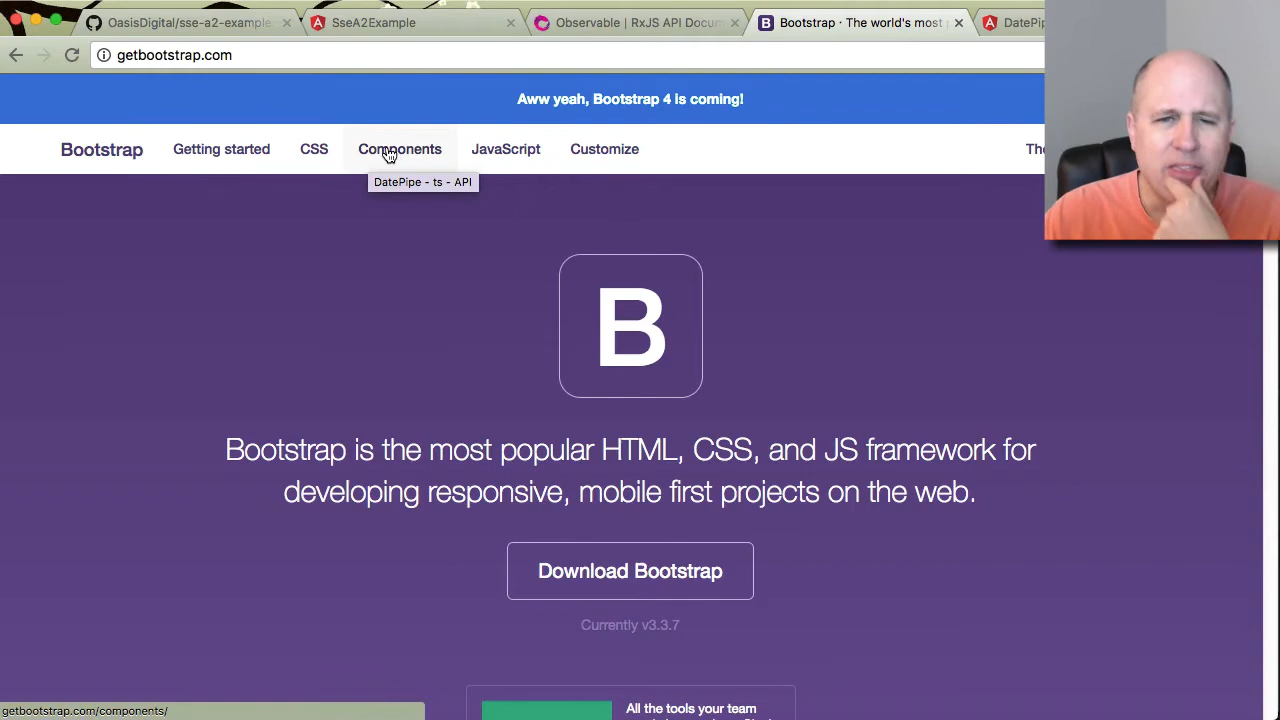 OasisDigital/sse-a2-example
SseA2Example
Observable | RxJS API Docum
Bootstrap · The world's most
DatePip
getbootstrap.com
Aww yeah, Bootstrap 4 is coming!
Bootstrap
Getting started
CSS
Components
JavaScript
Customize
The
DatePipe - ts - API
B
Bootstrap is the most popular HTML, CSS, and JS framework for
developing responsive, mobile first projects on the web.
Download Bootstrap
Currently v3.3.7
All the tools your team
getbootstrap.com/components/